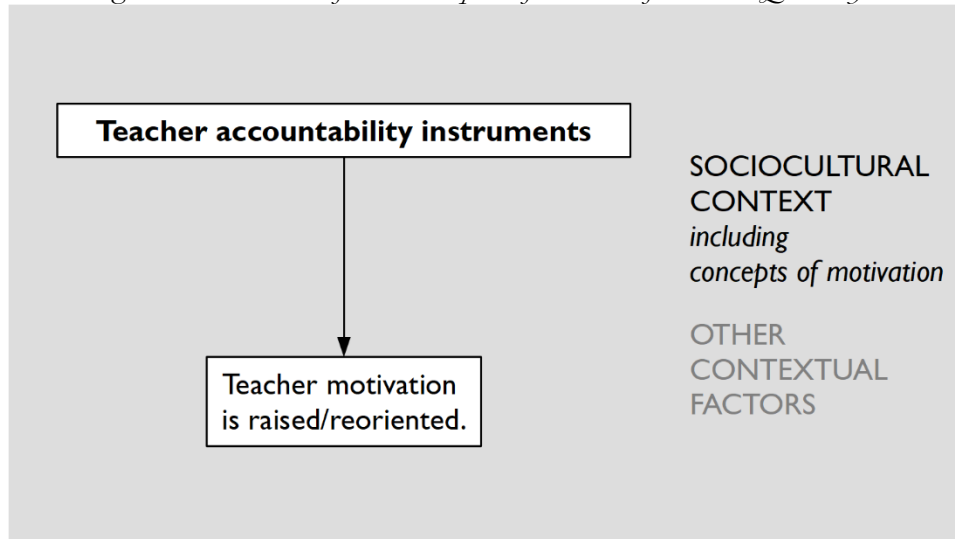 Teacher accountability instruments
SOCIOCULTURAL
CONTEXT
including
concepts of motivation
OTHER
CONTEXTUAL
FACTORS
Teacher motivation
is raised/reoriented.